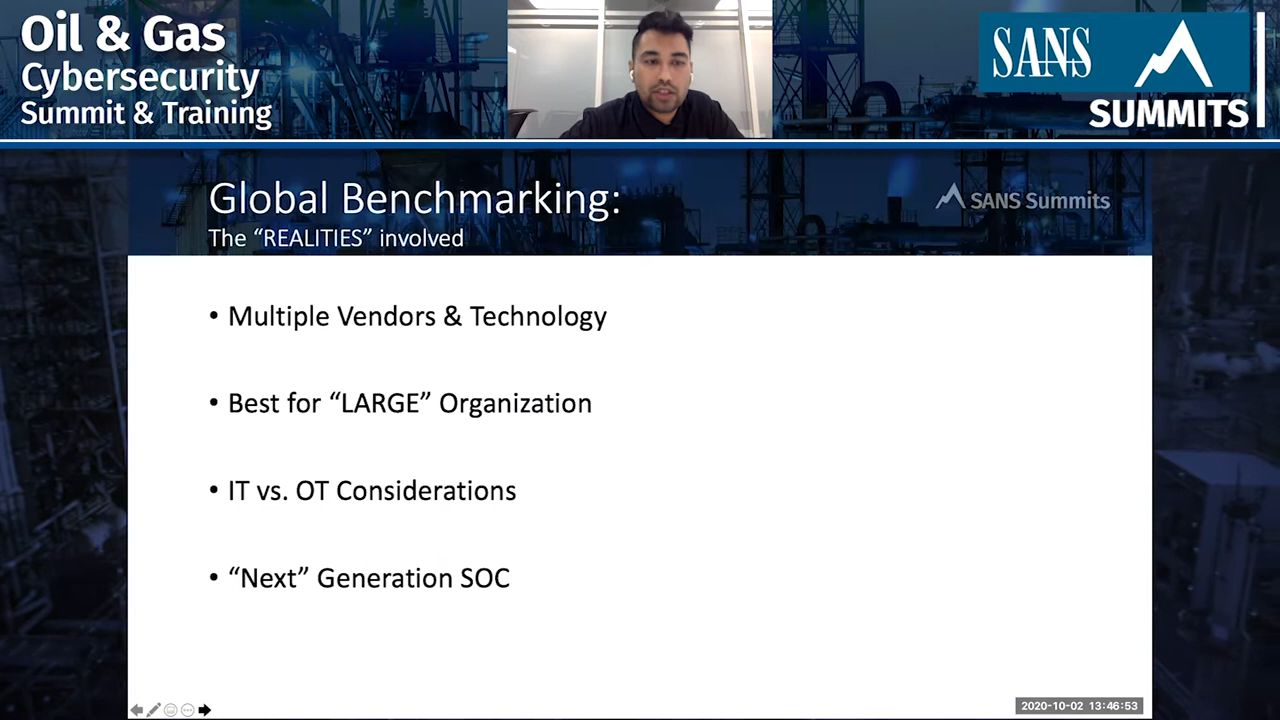 Oil & Gas
Cybersecurity
Summit & Training
SANS
SUMMITS
Global Benchmarking:
The “REALITIES” involved
SANS Summits
• Multiple Vendors & Technology
• Best for “LARGE” Organization
• IT vs. OT Considerations
• “Next” Generation SOC
2020-10-02 13:46:53